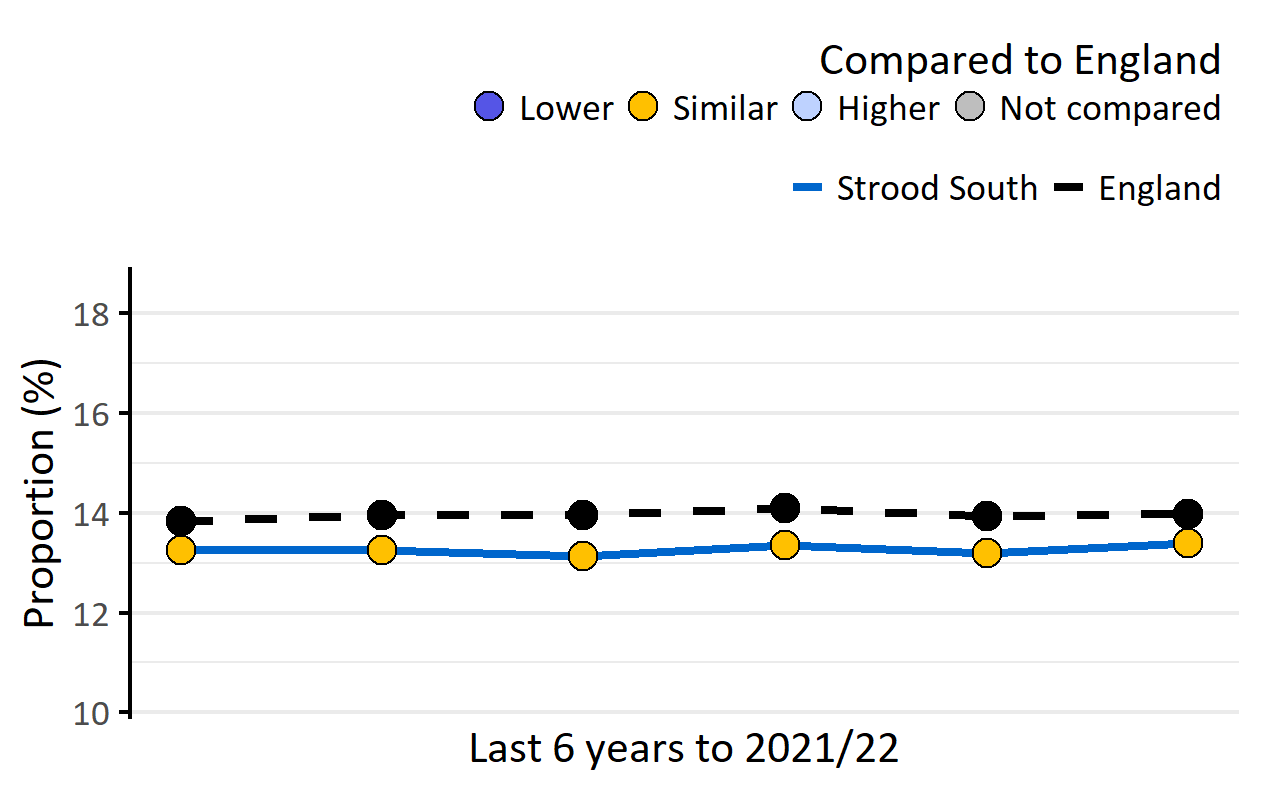 Compared to England
Lower Similar Higher Not compared
Strood South England
18
16
14
12
10
Proportion (%)
Last 6 years to 2021/22